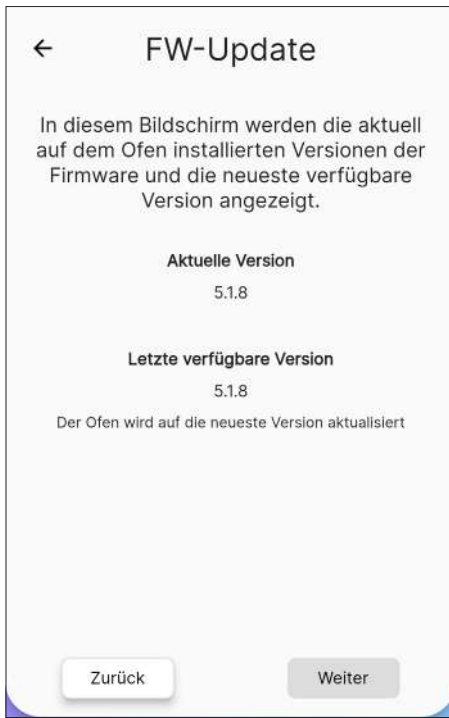 FW-Update
In diesem Bildschirm werden die aktuell
auf dem Ofen installierten Versionen der
Firmware und die neueste verfügbare
Version angezeigt.
Aktuelle Version
5.1.8
Letzte verfügbare Version
5.1.8
Der Ofen wird auf die neueste Version aktualisiert
Zurück
Weiter